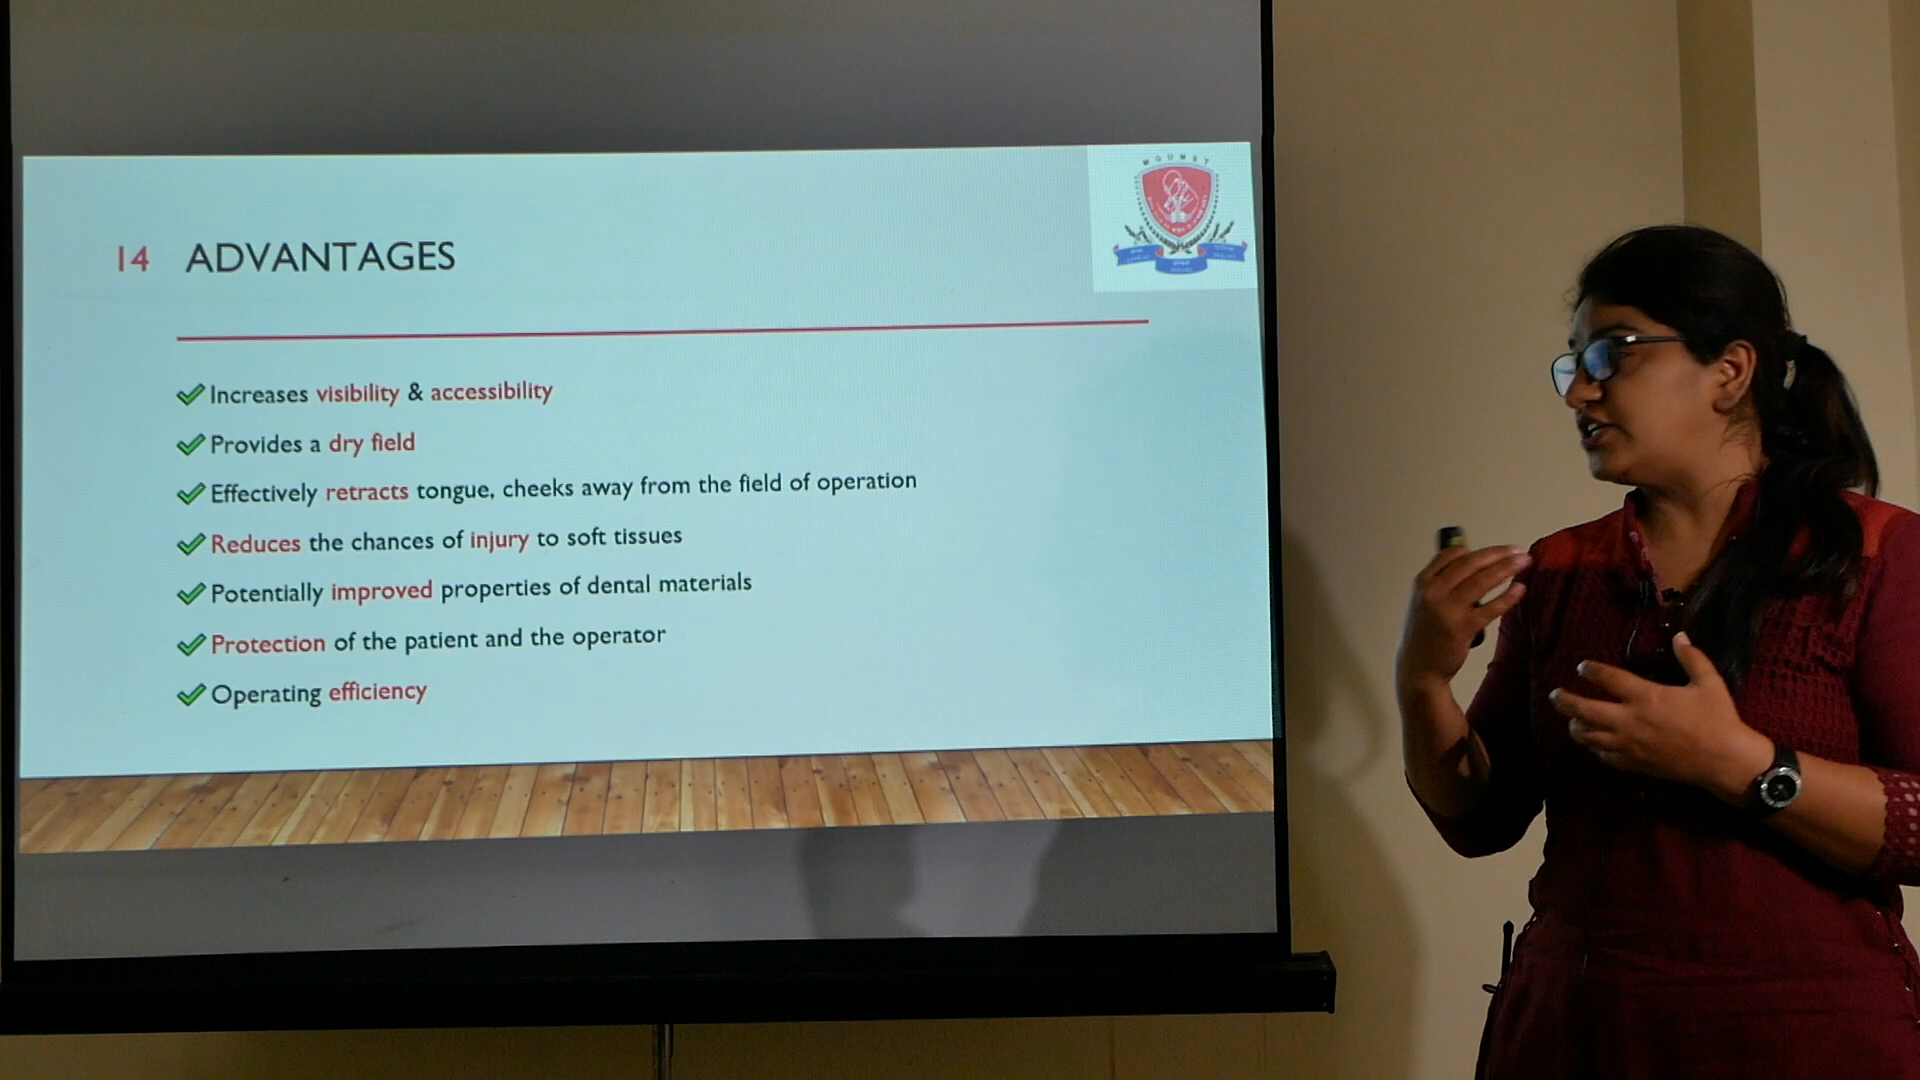 14 ADVANTAGES
MGUMST
Increases visibility & accessibility
Provides a dry field
Effectively retracts tongue, cheeks away from the field of operation
Reduces the chances of injury to soft tissues
Potentially improved properties of dental materials
Protection of the patient and the operator
Operating efficiency